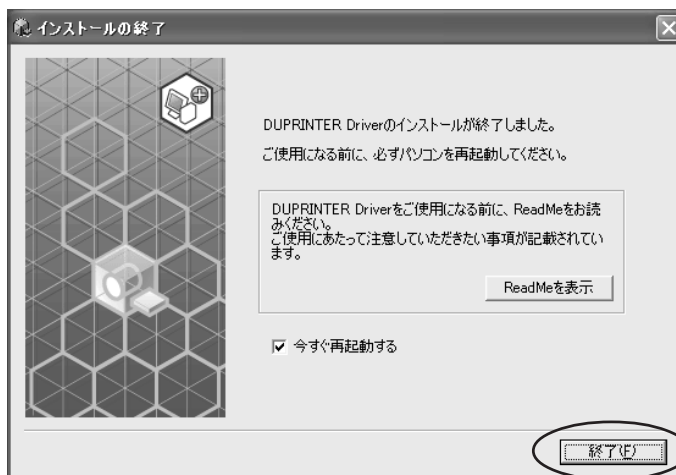 インストールの終了
DUPRINTER Driverのインストールが終了しました。
ご使用になる前に、必ずパソコンを再起動してください。
DUPRINTER Driverをご使用になる前に、ReadMeをお読
みください。
ご使用にあたって注意していただきたい事項が記載されてい
ます。
ReadMeを表示
今すぐ再起動する
終了(F)